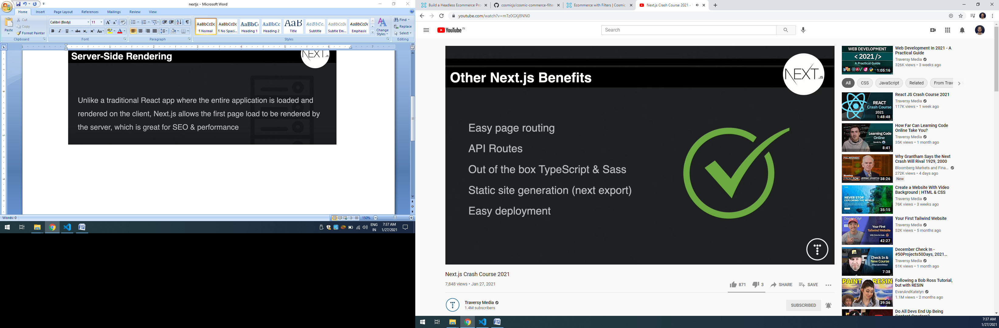 nextjs - Microsoft Word
Home Insert Page Layout References Mailings Review View
Paste
Cut
Copy
Format Painter
Clipboard
Calibri (Body) 11
Font
Paragraph
AaBbCcDc AaBbCcDc AaBbC AaBbCc AaB AaBbCc. AaBbCcDc AaBbCcDc
¶ Normal ¶ No Spaci... Heading 1 Heading 2 Title Subtitle Subtle Em... Emphasis
Styles
Change Styles
Find
Replace
Select
Editing
Server-Side Rendering
NEXT.JS
Unlike a traditional React app where the entire application is loaded and
rendered on the client, Next.js allows the first page load to be rendered by
the server, which is great for SEO & performance
Words: 0
150%
ENG
IN
7:37 AM
1/27/2021
Build a Headless Ecommerce Pro
cosmicjs/cosmic-commerce-filter
Ecommerce with Filters | Cosmic
Next.js Crash Course 2021 -
youtube.com/watch?v=mTz0GXj8NN0
YouTube IN
Search
Other Next.js Benefits
NEXT.JS
Easy page routing
API Routes
Out of the box TypeScript & Sass
Static site generation (next export)
Easy deployment
Next.js Crash Course 2021
7,848 views • Jan 27, 2021
871 3 SHARE SAVE
Traversy Media
1.4M subscribers
SUBSCRIBED
WEB DEVELOPMENT
< 2021 />
A Practical Guide
1:05:16
Web Development In 2021 - A
Practical Guide
Traversy Media
326K views • 3 weeks ago
All CSS JavaScript Related From Trav
REACT
Crash Course
2021
1:48:48
React JS Crash Course 2021
Traversy Media
117K views • 1 week ago
Learning Code
Online
8:41
How Far Can Learning Code
Online Take You?
Traversy Media
35K views • 1 month ago
FULL INTERVIEW
Bloomberg
FRONT ROW
38:26
Why Grantham Says the Next
Crash Will Rival 1929, 2000
Bloomberg Markets and Fina...
272K views • 4 days ago
New
NEVER STOP
EXPLORING THE WORLD
35:15
Create a Website With Video
Background | HTML & CSS
Traversy Media
76K views • 3 weeks ago
Your First
Tailwind Website
With Chris On Code
42:27
Your First Tailwind Website
Traversy Media
52K views • 5 months ago
JS
Check In &
New Course
#50projects50days
7:38
December Check In -
#50Projects50Days, 2021...
Traversy Media
51K views • 1 month ago
PAINT RESIN
39:36
Following a Bob Ross Tutorial,
but with RESIN
EvanAndKatelyn
1.1M views • 2 months ago
Do All Devs End Up Being
7:37 AM
1/27/2021